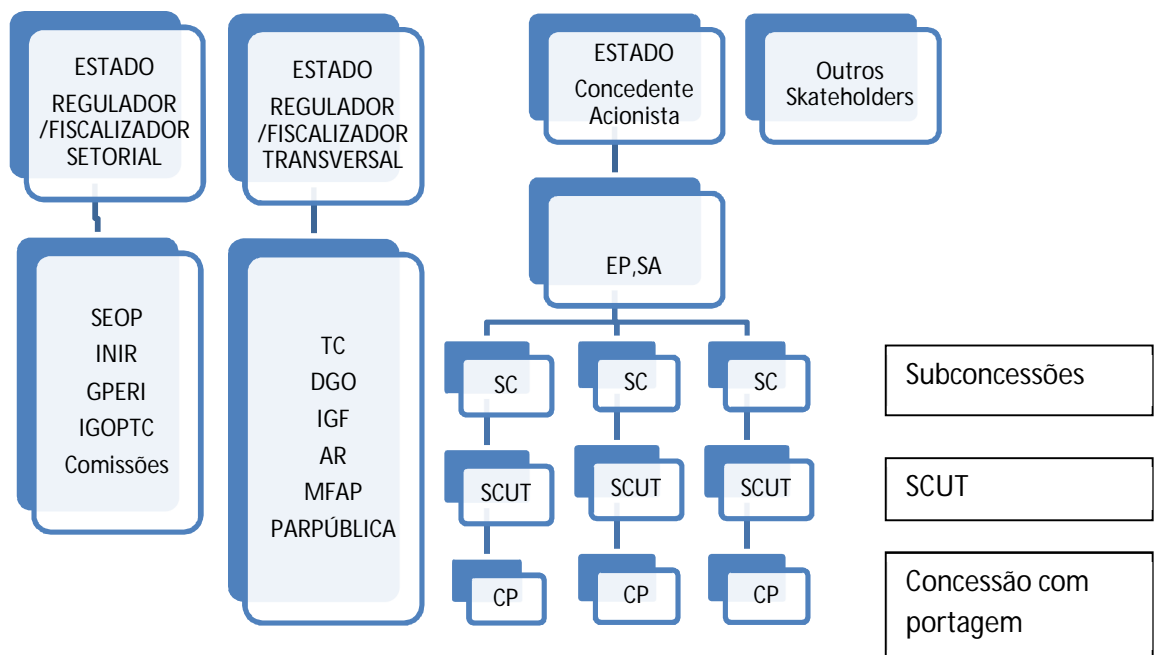 ESTADO
REGULADOR
/FISCALIZADOR
SETORIAL
ESTADO
REGULADOR
/FISCALIZADOR
TRANSVERSAL
ESTADO
Concedente
Acionista
Outros
Skateholders
SEOP
INIR
GPERI
IGOPTC
Comissões
TC
DGO
IGF
AR
MFAP
PARPÚBLICA
EP,SA
SC
SC
SC
Subconcessões
SCUT
SCUT
SCUT
SCUT
CP
CP
CP
Concessão com
portagem